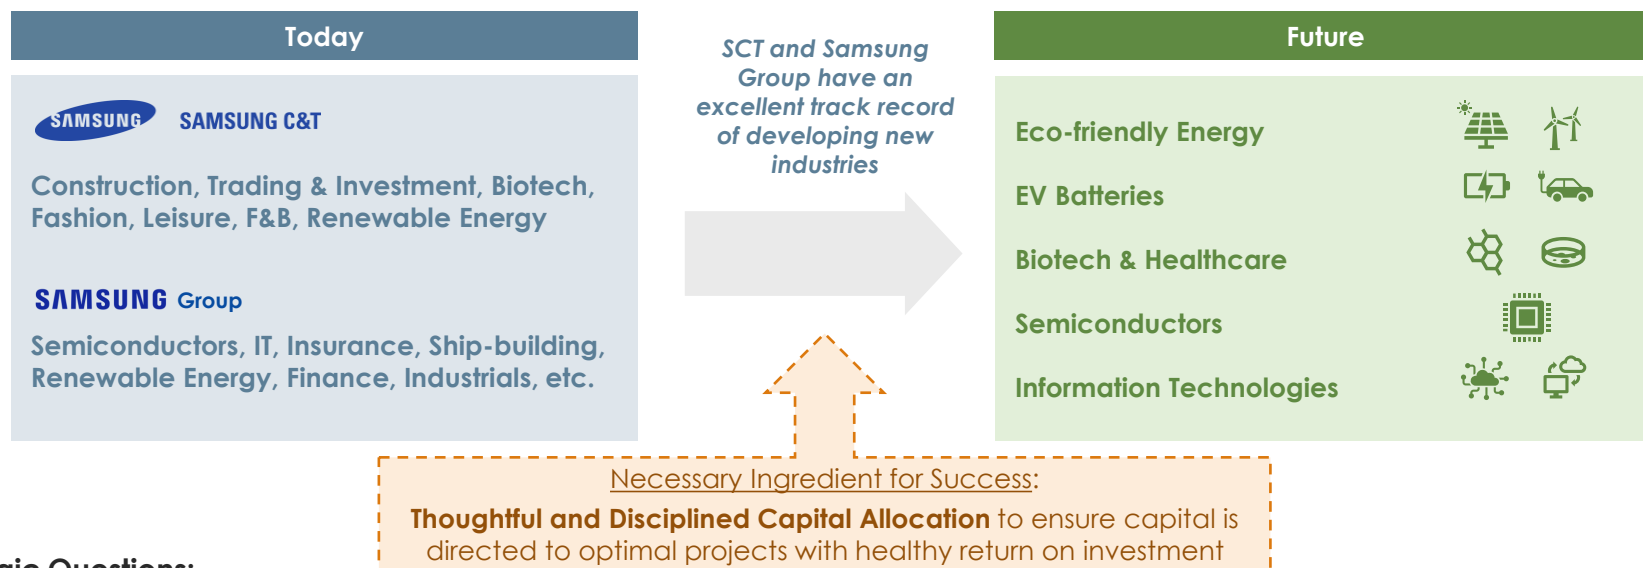 Today
SAMSUNG SAMSUNG C&T
Construction, Trading & Investment, Biotech,
Fashion, Leisure, F&B, Renewable Energy
SAMSUNG Group
Semiconductors, IT, Insurance, Ship-building,
Renewable Energy, Finance, Industrials, etc.
SCT and Samsung
Group have an
excellent track record
of developing new
industries
Future
Eco-friendly Energy
EV Batteries
Biotech & Healthcare
Semiconductors
Information Technologies
Necessary Ingredient for Success:
Thoughtful and Disciplined Capital Allocation to ensure capital is
directed to optimal projects with healthy return on investment
Questions: